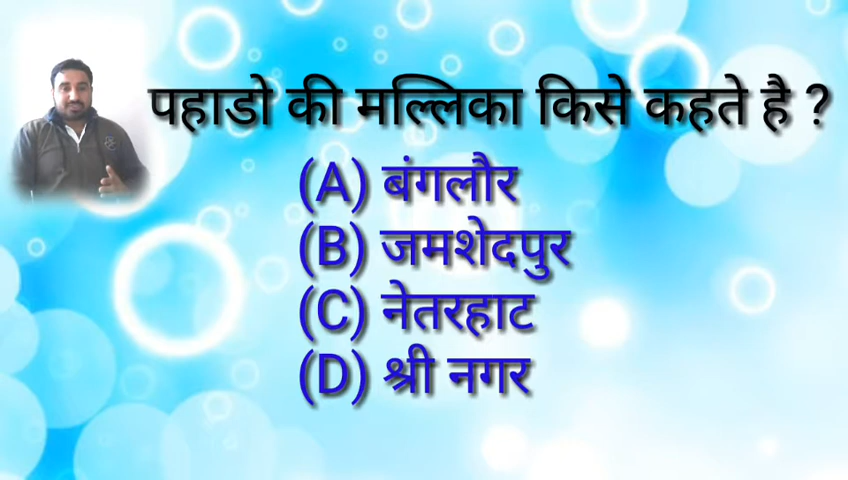 पहाडो की मल्लिका किसे कहते है ?
(A) बंगलौर
(B) जमशेदपुर
(C) नेतरहाट
(D) श्री नगर